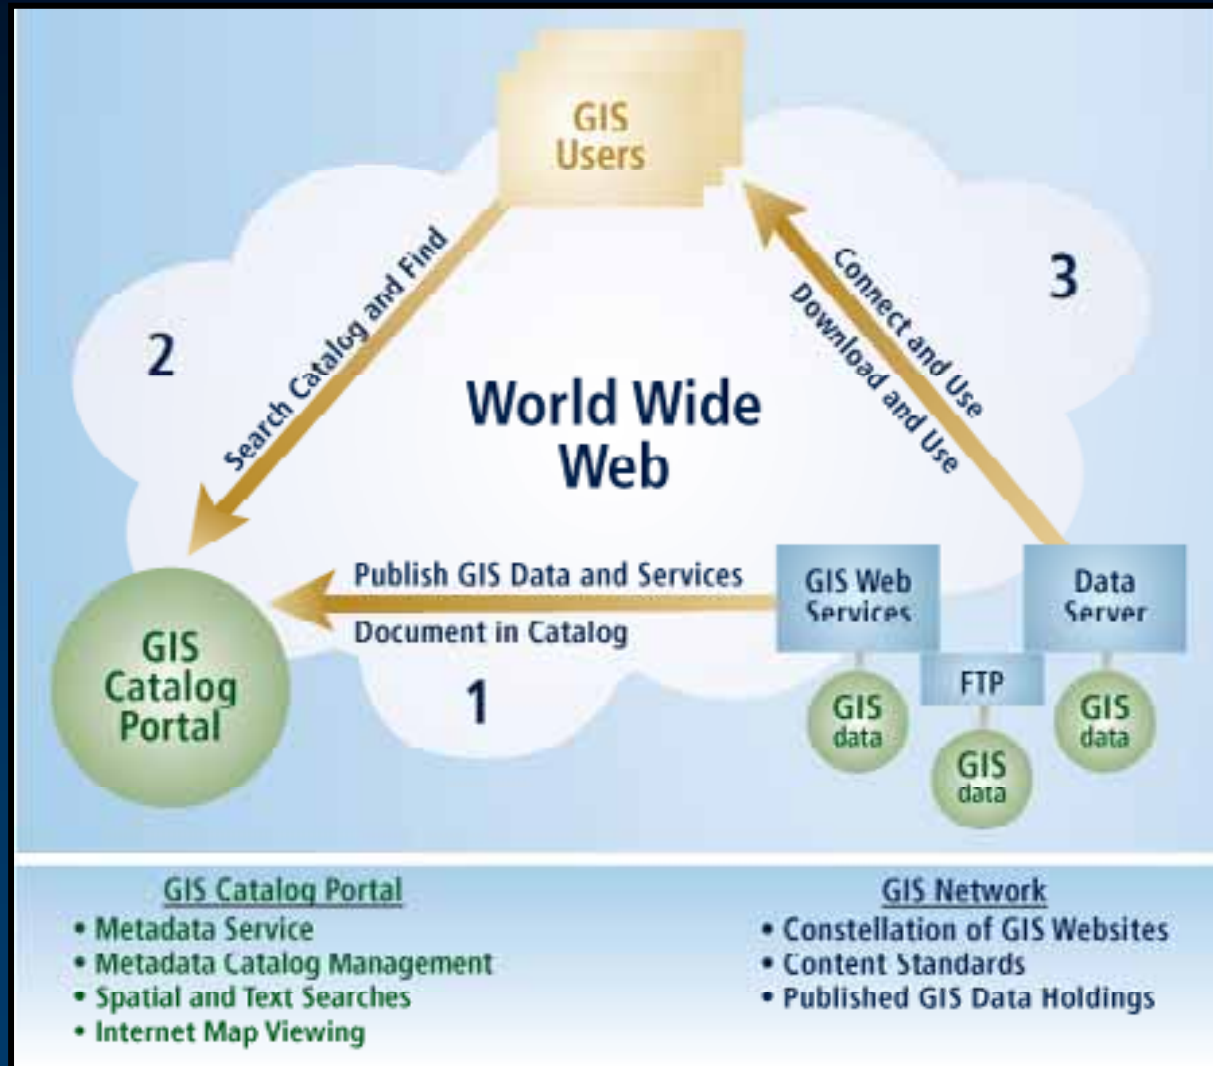 GIS
Users
2
Search Catalog and Find
Connect and Use
Download and Use
3
World Wide
Web
Publish GIS Data and Services
Document in Catalog
1
GIS
Catalog
Portal
GIS Web
Services
Data
Server
FTP
GIS
data
GIS
data
GIS
data
GIS Catalog Portal
• Metadata Service
• Metadata Catalog Management
• Spatial and Text Searches
• Internet Map Viewing
GIS Network
• Constellation of GIS Websites
• Content Standards
• Published GIS Data Holdings